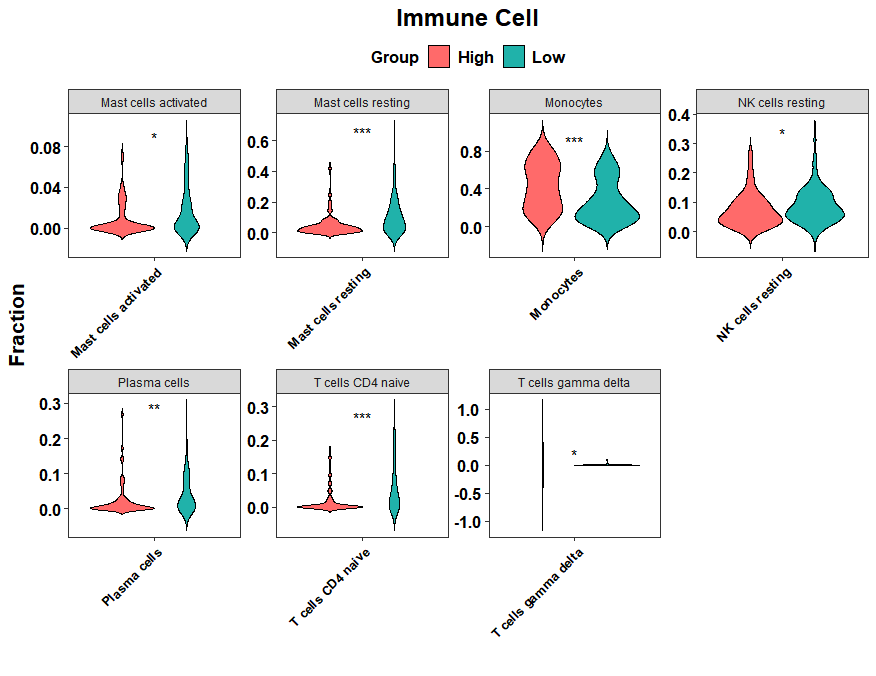 Immune Cell
Group High Low
Fraction
Mast cells activated
*
0.08
0.04
0.00
Mast cells activated
Mast cells resting
***
0.6
0.4
0.2
0.0
Mast cells resting
Monocytes
***
0.8
0.4
0.0
Monocytes
NK cells resting
*
0.4
0.3
0.2
0.1
0.0
NK cells resting
Plasma cells
**
0.3
0.2
0.1
0.0
Plasma cells
T cells CD4 naive
***
0.3
0.2
0.1
0.0
T cells CD4 naive
T cells gamma delta
*
1.0
0.5
0.0
-0.5
-1.0
T cells gamma delta